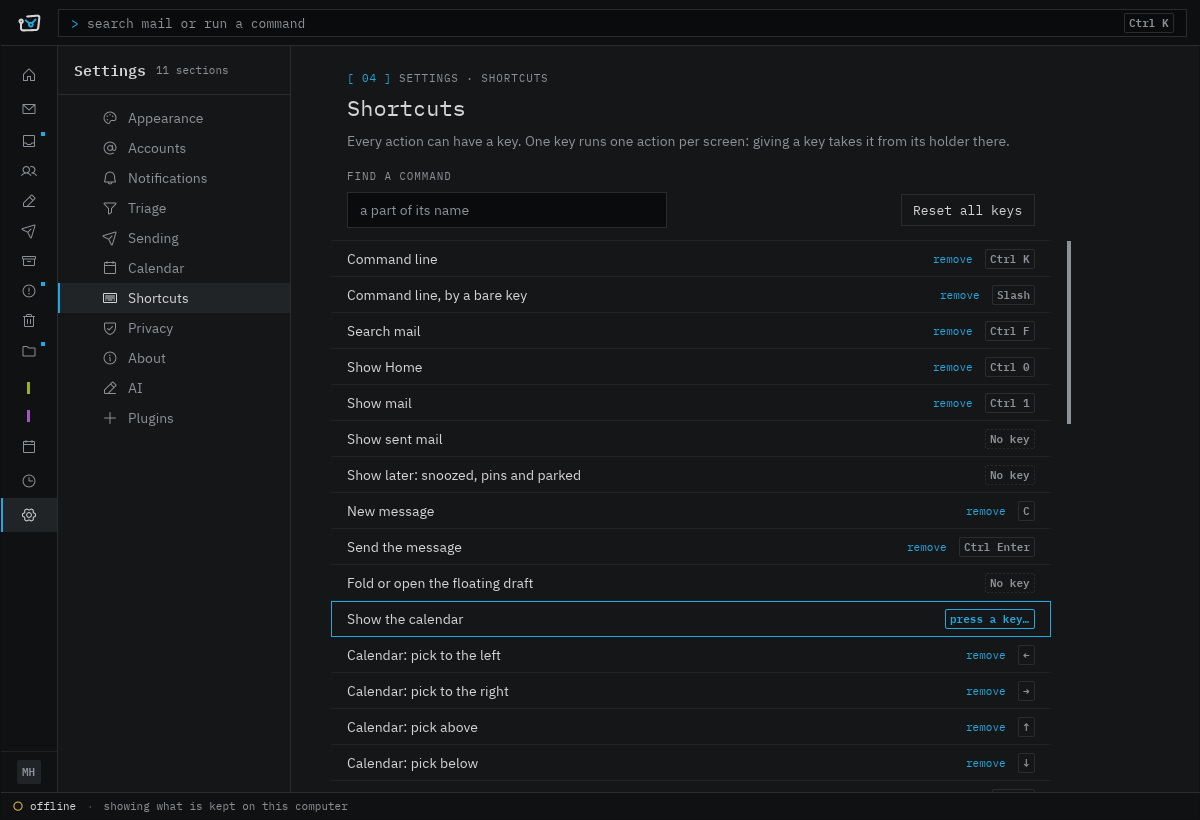 > search mail or run a command Ctrl K
Settings 11 sections
Appearance
Accounts
Notifications
Triage
Sending
Calendar
Shortcuts
Privacy
About
AI
Plugins
MH
[ 04 ] SETTINGS · SHORTCUTS
Shortcuts
Every action can have a key. One key runs one action per screen: giving a key takes it from its holder there.
FIND A COMMAND
a part of its name
Reset all keys
Command line remove Ctrl K
Command line, by a bare key remove Slash
Search mail remove Ctrl F
Show Home remove Ctrl 0
Show mail remove Ctrl 1
Show sent mail No key
Show later: snoozed, pins and parked No key
New message remove C
Send the message remove Ctrl Enter
Fold or open the floating draft No key
Show the calendar press a key…
Calendar: pick to the left remove ←
Calendar: pick to the right remove →
Calendar: pick above remove ↑
Calendar: pick below remove ↓
offline · showing what is kept on this computer